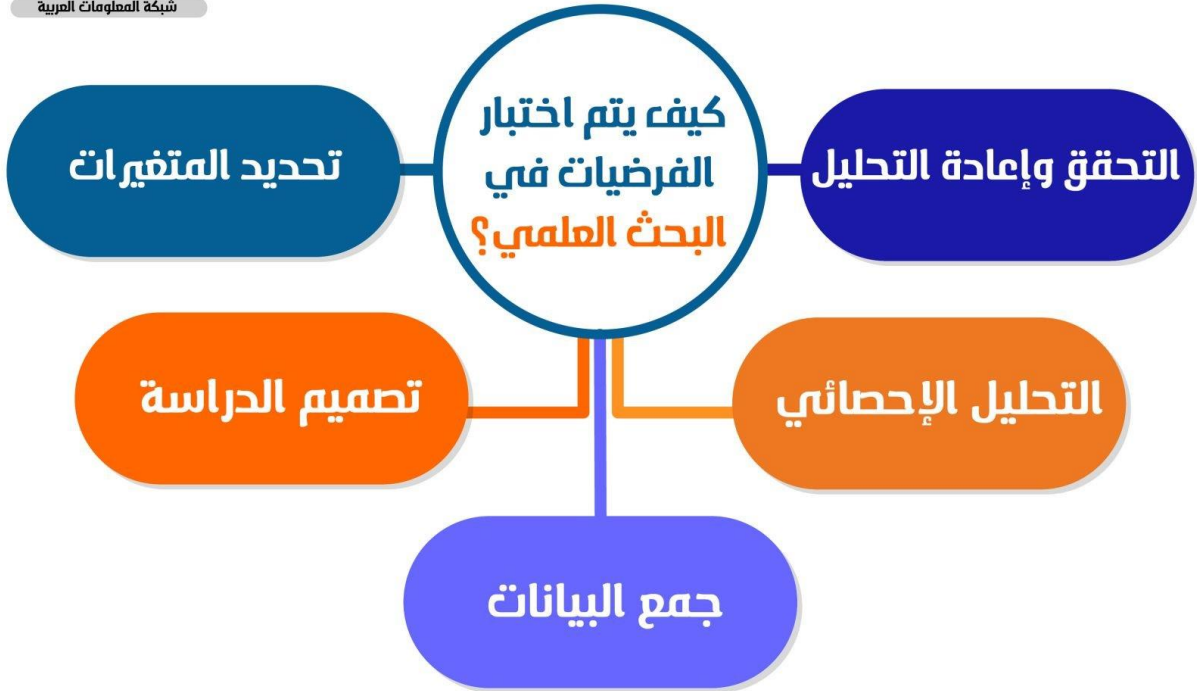 شبكة المعلومات العربية
كيف يتم اختبار
الفرضيات في
البحث العلمي؟
التحقق وإعادة التحليل
تحديد المتغيرات
التحليل الإحصائي
تصميم الدراسة
جمع البيانات